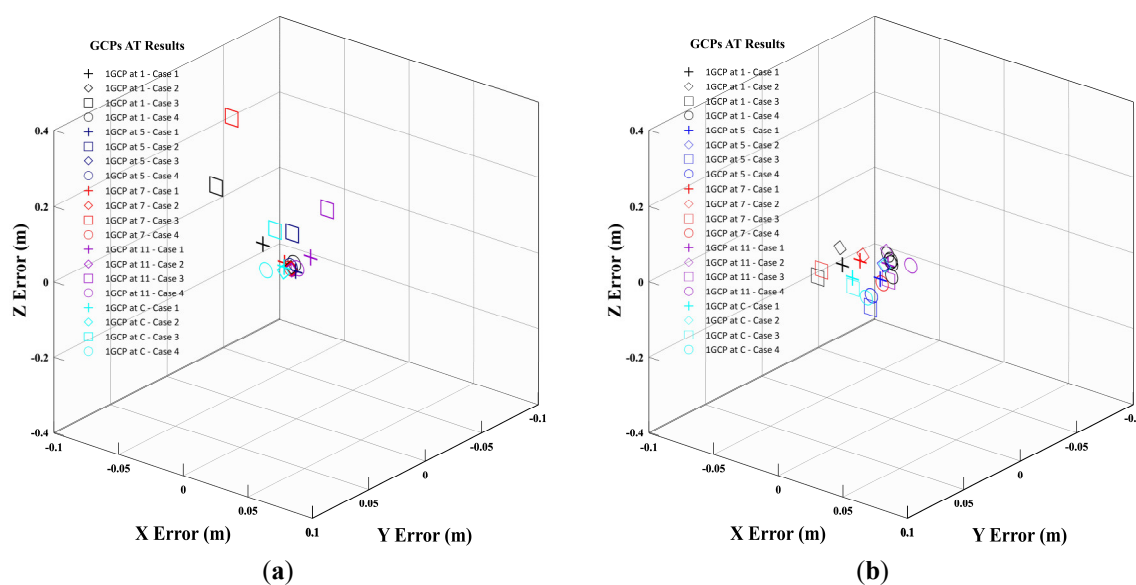 GCPs AT Results
1GCP at 1 - Case 1
1GCP at 1 - Case 2
1GCP at 1 - Case 3
1GCP at 1 - Case 4
1GCP at 5 - Case 1
1GCP at 5 - Case 2
1GCP at 5 - Case 3
1GCP at 5 - Case 4
1GCP at 7 - Case 1
1GCP at 7 - Case 2
1GCP at 7 - Case 3
1GCP at 7 - Case 4
1GCP at 11 - Case 1
1GCP at 11 - Case 2
1GCP at 11 - Case 3
1GCP at 11 - Case 4
1GCP at C - Case 1
1GCP at C - Case 2
1GCP at C - Case 3
1GCP at C - Case 4
0.4
0.2
0
-0.2
-0.4
Z Error (m)
-0.1
-0.05
0
0.05
0.1
X Error (m)
0.05
0
-0.05
-0.1
Y Error (m)
(a)
GCPs AT Results
1GCP at 1 - Case 1
1GCP at 1 - Case 2
1GCP at 1 - Case 3
1GCP at 1 - Case 4
1GCP at 5 - Case 1
1GCP at 5 - Case 2
1GCP at 5 - Case 3
1GCP at 5 - Case 4
1GCP at 7 - Case 1
1GCP at 7 - Case 2
1GCP at 7 - Case 3
1GCP at 7 - Case 4
1GCP at 11 - Case 1
1GCP at 11 - Case 2
1GCP at 11 - Case 3
1GCP at 11 - Case 4
1GCP at C - Case 1
1GCP at C - Case 2
1GCP at C - Case 3
1GCP at C - Case 4
0.4
0.2
0
-0.2
-0.4
Z Error (m)
-0.1
-0.05
0
0.05
0.1
X Error (m)
0.05
0
-0.05
-0.
Y Error (m)
(b)